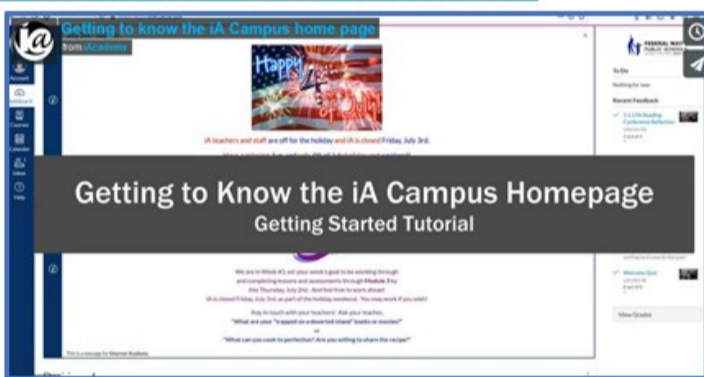 iA
Getting to know the iA Campus home page
from iAcademy
Account
Dashboard
Courses
Calendar
Inbox
Help
Happy
4th
of July
iA teachers and staff are off for the holiday and iA is closed Friday, July 3rd.
Getting to Know the iA Campus Homepage
Getting Started Tutorial
We are in Week #3, set your week's goal to be working through
and completing lessons and assessments through Module 3 by
this Thursday, July 2nd. And feel free to work ahead!
iA is closed Friday, July 3rd, as part of the holiday weekend. You may work if you wish!
Stay in touch with your teachers! Ask your teacher,
"What are your "trapped on a deserted island" books or movies?"
or
"What can you cook to perfection? Are you willing to share the recipe?"
This is a message for Internet Academy
FEDERAL WAY
PUBLIC SCHOOLS
To Do
Nothing for now
Recent Feedback
Conference Reflection
Welcome Quiz
View Grades